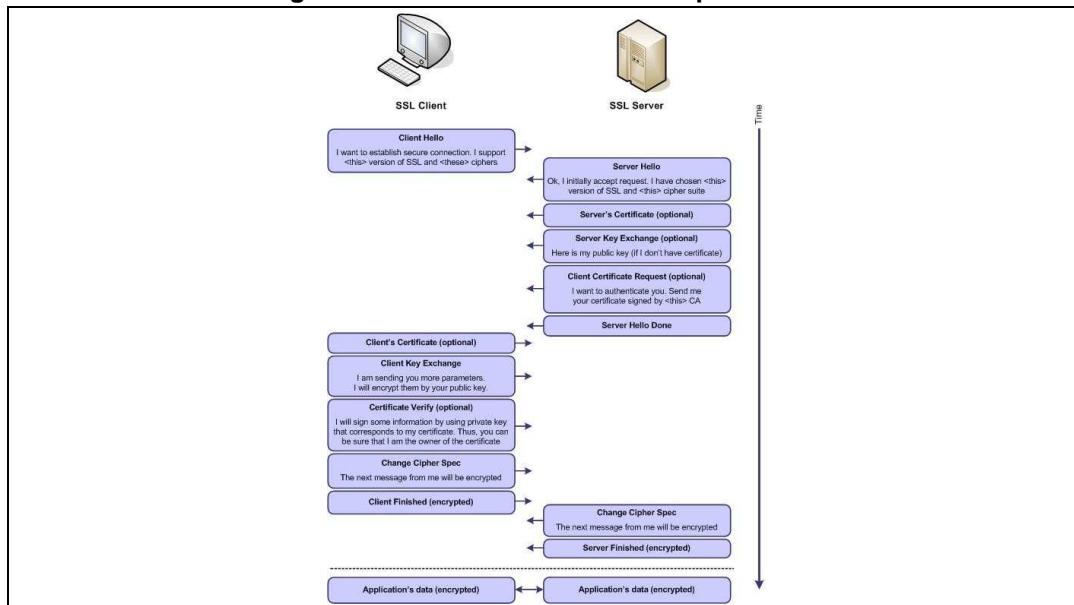 SSL Client
SSL Server
Time
Client Hello
I want to establish secure connection. I support
<this> version of SSL and <these> ciphers
Server Hello
Ok, I initially accept request. I have chosen <this>
version of SSL and <this> cipher suite
Server's Certificate (optional)
Server Key Exchange (optional)
Here is my public key (if I don't have certificate)
Client Certificate Request (optional)
I want to authenticate you. Send me
your certificate signed by <this> CA
Server Hello Done
Client's Certificate (optional)
Client Key Exchange
I am sending you more parameters.
I will encrypt them by your public key.
Certificate Verify (optional)
I will sign some information by using private key
that corresponds to my certificate. Thus, you can
be sure that I am the owner of the certificate
Change Cipher Spec
The next message from me will be encrypted
Client Finished (encrypted)
Change Cipher Spec
The next message from me will be encrypted
Server Finished (encrypted)
Application's data (encrypted)
Application's data (encrypted)